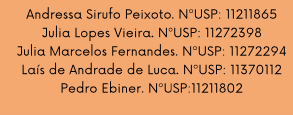 Andressa Sirufo Peixoto. N°USP: 11211865
Julia Lopes Vieira. N°USP: 11272398
Julia Marcelos Fernandes. N°USP: 11272294
Laís de Andrade de Luca. N°USP: 11370112
Pedro Ebiner. N°USP:11211802